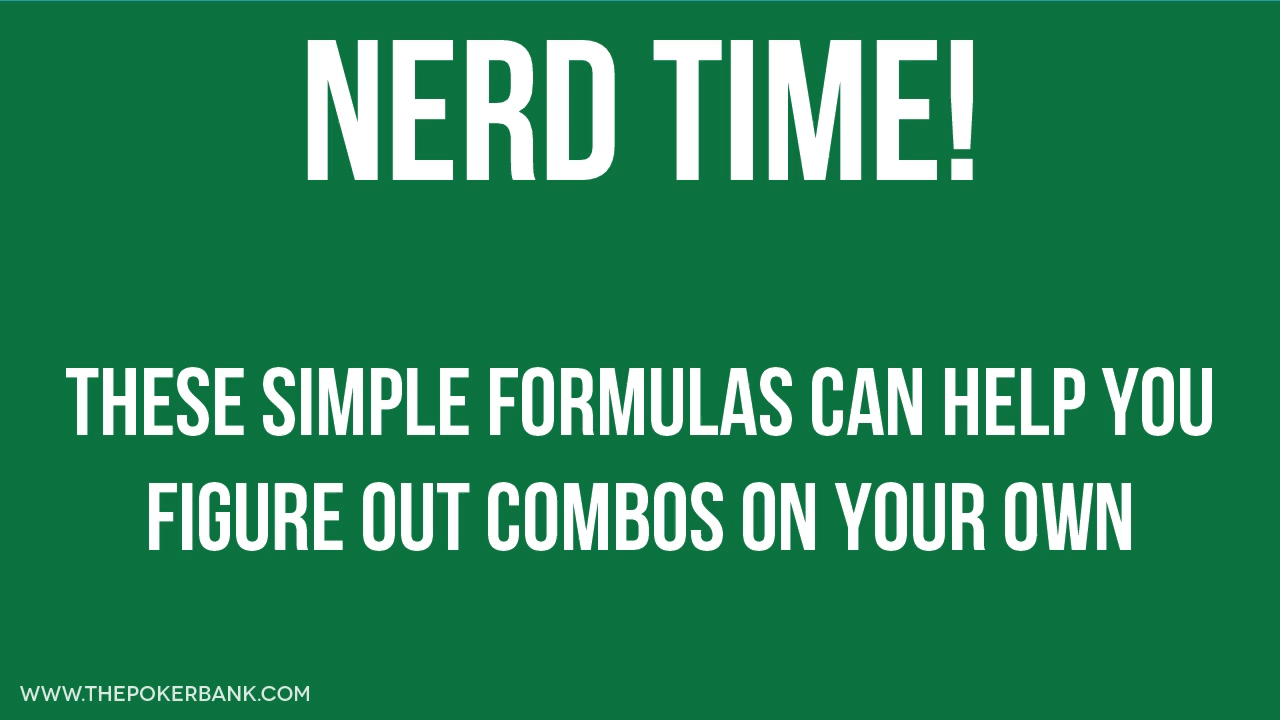 NERD TIME!
THESE SIMPLE FORMULAS CAN HELP YOU
FIGURE OUT COMBOS ON YOUR OWN
WWW.THEPOKERBANK.COM